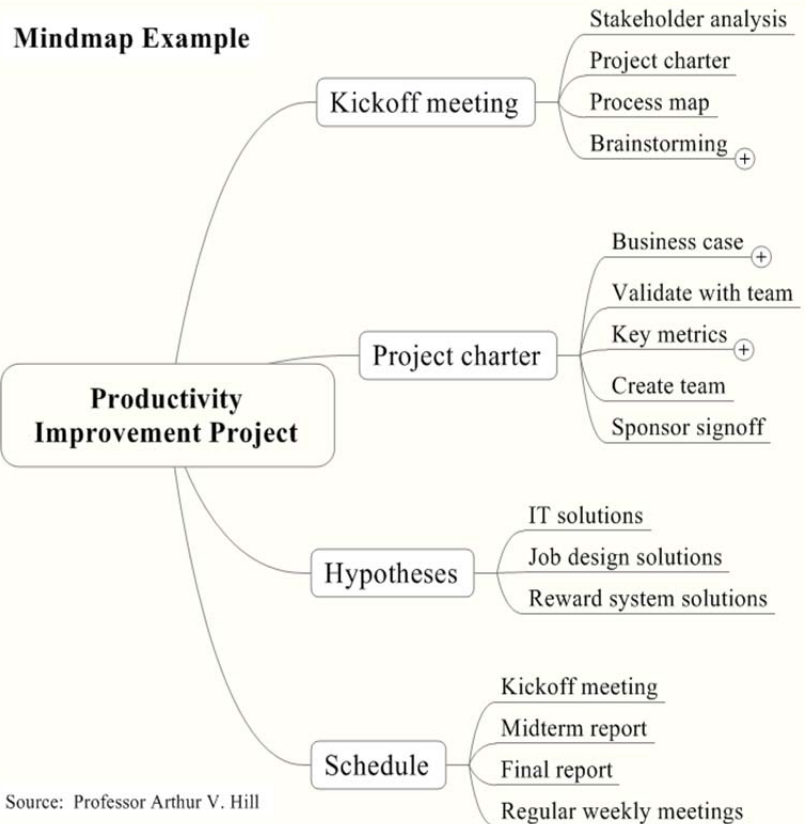 Mindmap Example
Kickoff meeting
Stakeholder analysis
Project charter
Process map
Brainstorming
+
Project charter
Business case
+
Validate with team
Key metrics
+
Create team
Sponsor signoff
Productivity
Improvement Project
Hypotheses
IT solutions
Job design solutions
Reward system solutions
Schedule
Kickoff meeting
Midterm report
Final report
Regular weekly meetings
Source: Professor Arthur V. Hill